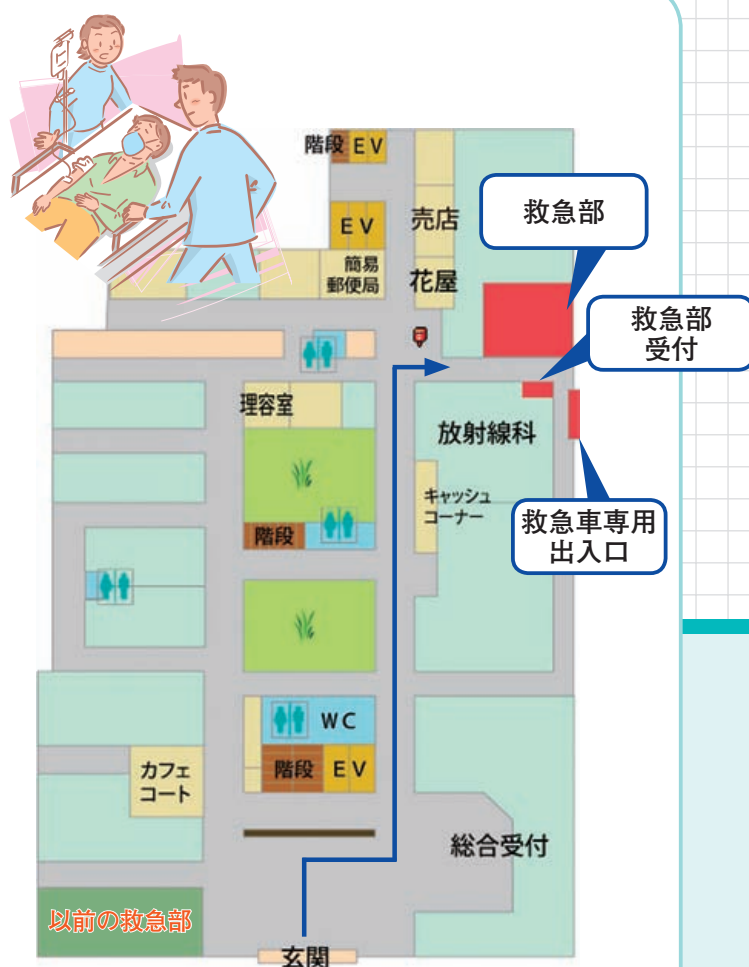 階段 EV
EV
売店
救急部
簡易
郵便局
花屋
救急部
受付
理容室
放射線科
キャッシュ
コーナー
階段
救急車専用
出入口
WC
階段 EV
カフェ
コート
総合受付
以前の救急部
玄関